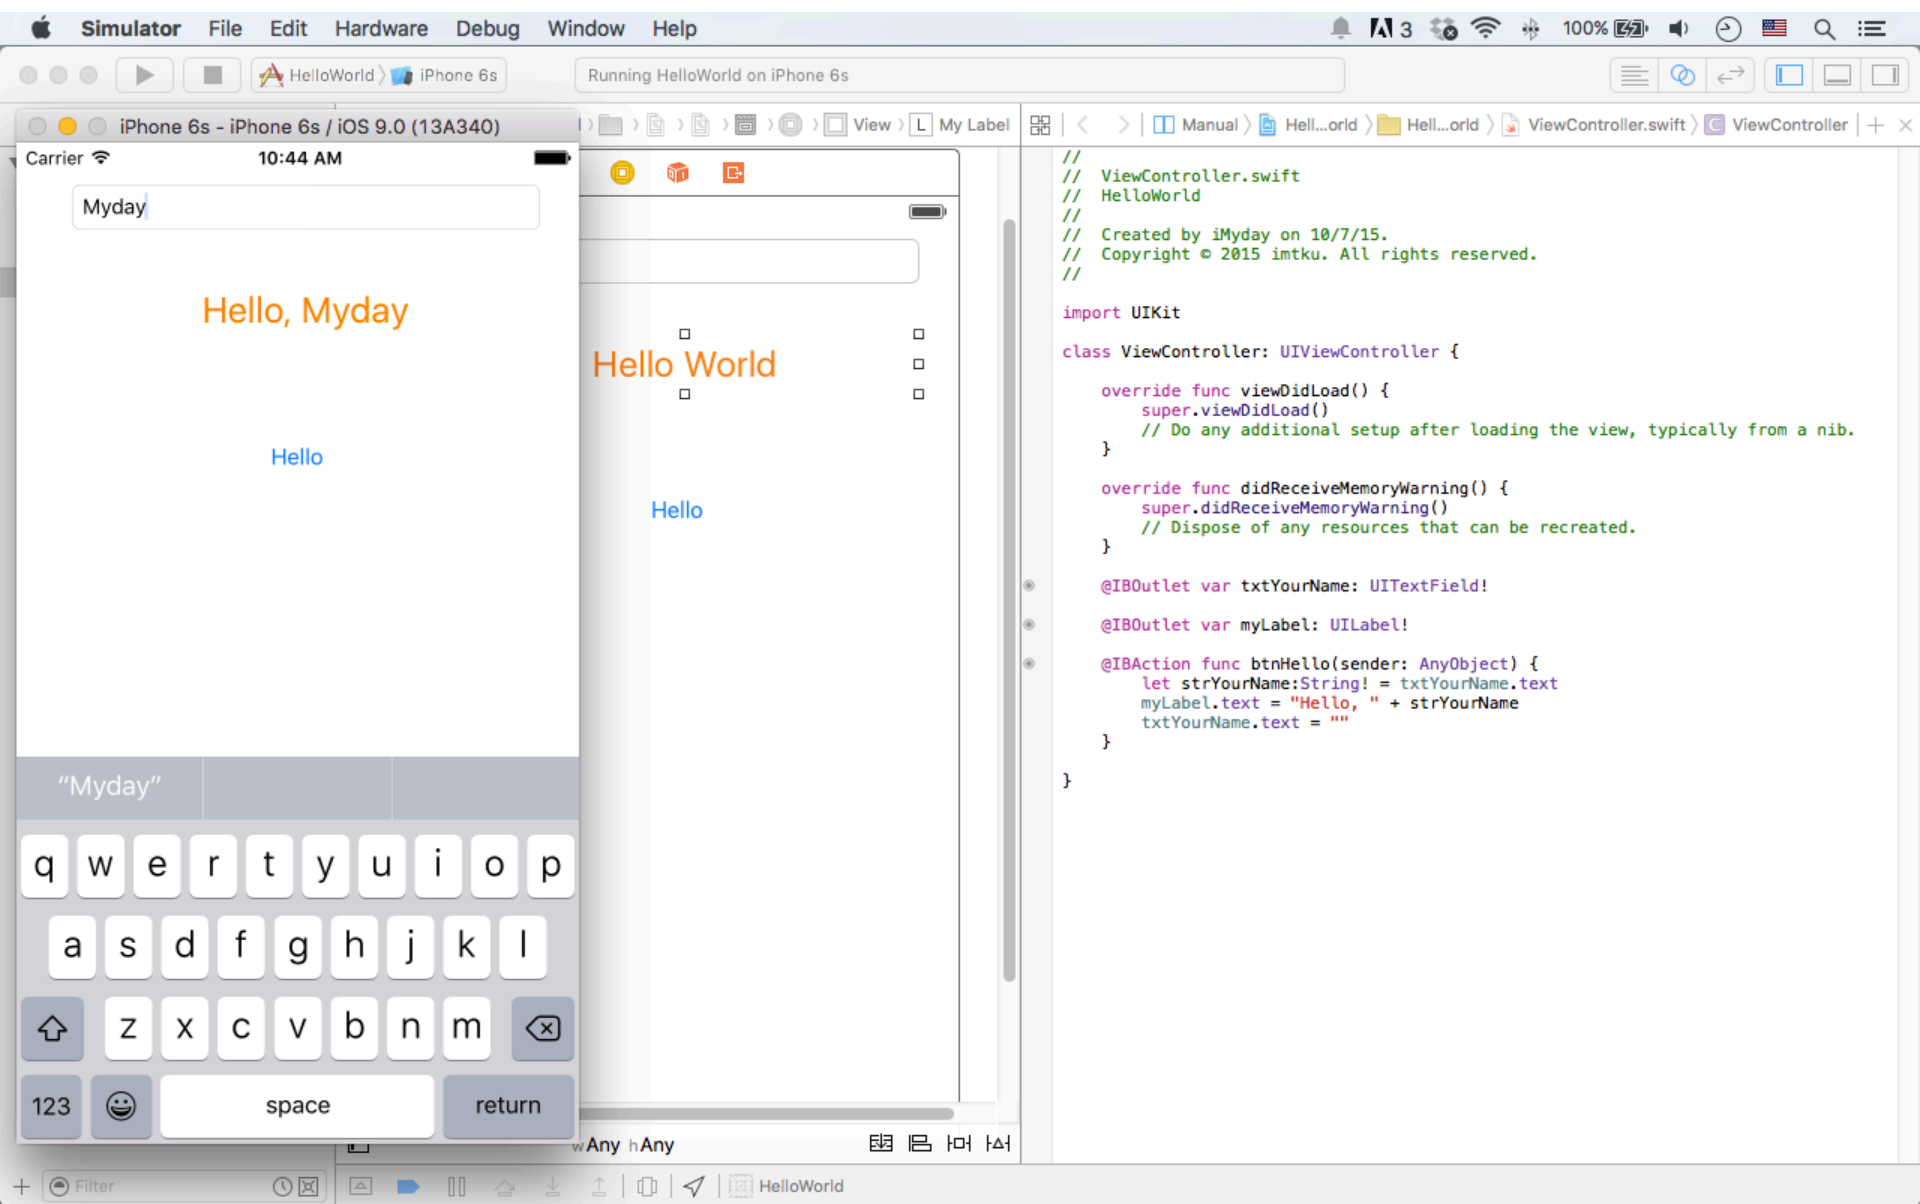 Simulator File Edit Hardware Debug Window Help 3 100%
HelloWorld iPhone 6s Running HelloWorld on iPhone 6s
iPhone 6s - iPhone 6s / iOS 9.0 (13A340)
Carrier 10:44 AM
Myday
Hello, Myday
Hello
"Myday"
q w e r t y u i o p
a s d f g h j k l
z x c v b n m
123 space return
View L My Label
Hello World
Hello
wAny hAny
Manual Hell...orld Hell...orld ViewController.swift C ViewController
//
// ViewController.swift
// HelloWorld
//
// Created by iMyday on 10/7/15.
// Copyright © 2015 imtku. All rights reserved.
//
import UIKit
class ViewController: UIViewController {
override func viewDidLoad() {
super.viewDidLoad()
// Do any additional setup after loading the view, typically from a nib.
}
override func didReceiveMemoryWarning() {
super.didReceiveMemoryWarning()
// Dispose of any resources that can be recreated.
}
@IBOutlet var txtYourName: UITextField!
@IBOutlet var myLabel: UILabel!
@IBAction func btnHello(sender: AnyObject) {
let strYourName:String! = txtYourName.text
myLabel.text = "Hello, " + strYourName
txtYourName.text = ""
}
}
Filter
HelloWorld